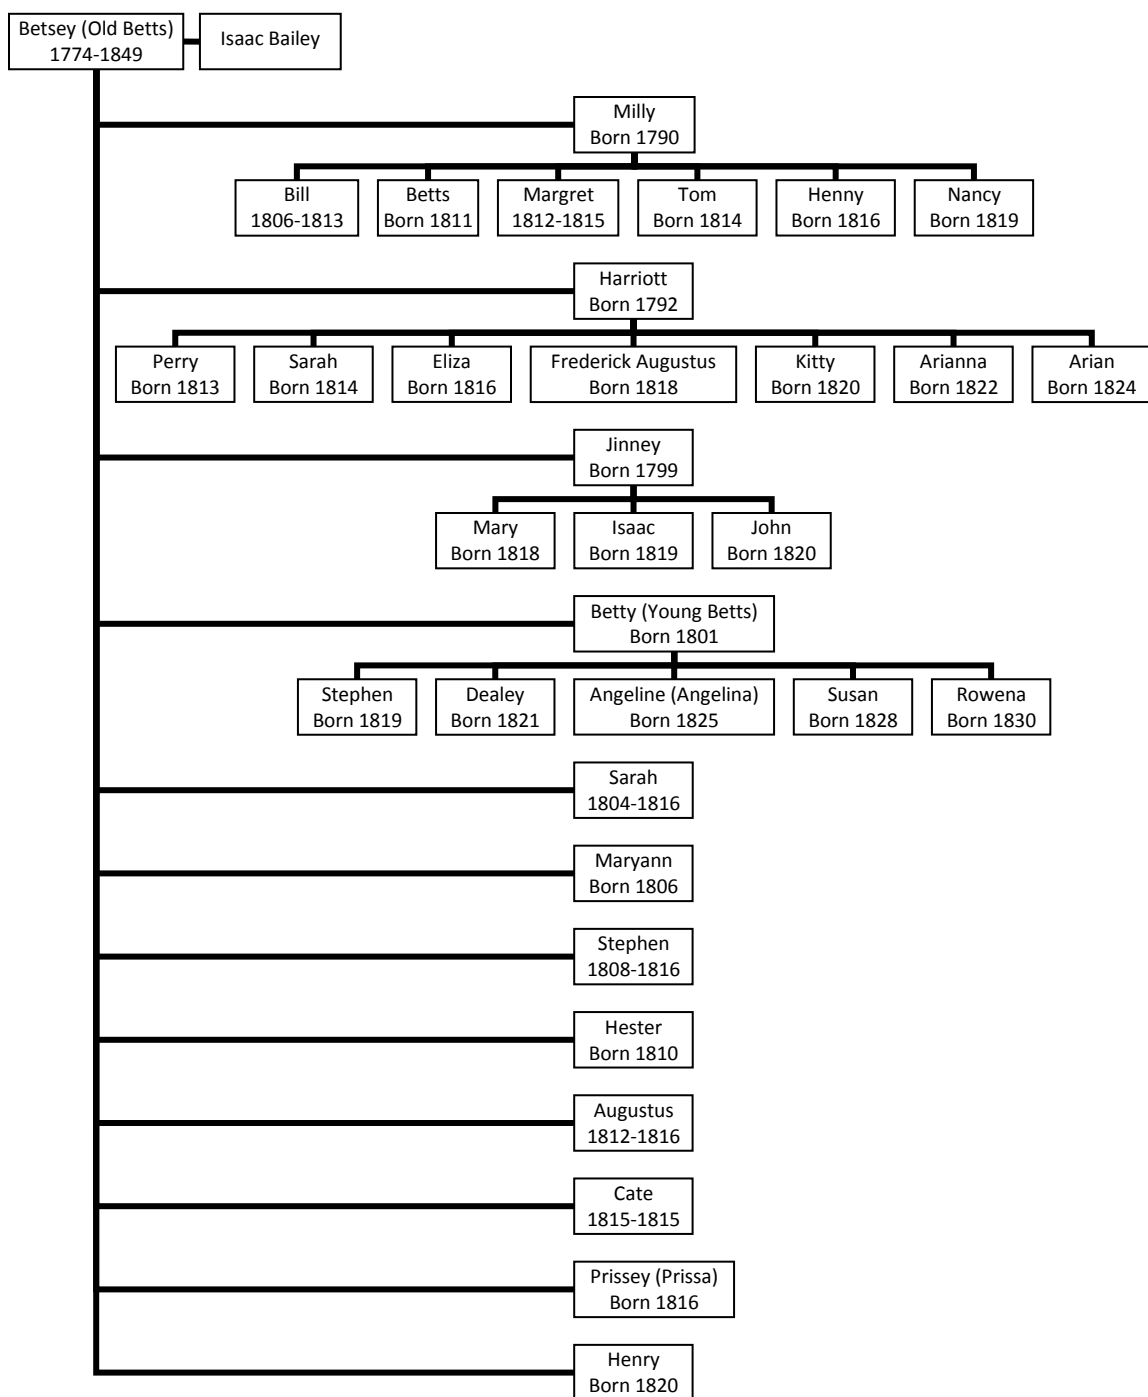 Betsey (Old Betts)
1774-1849
Isaac Bailey
Milly
Born 1790
Bill
1806-1813
Betts
Born 1811
Margret
1812-1815
Tom
Born 1814
Henny
Born 1816
Nancy
Born 1819
Harriott
Born 1792
Perry
Born 1813
Sarah
Born 1814
Eliza
Born 1816
Frederick Augustus
Born 1818
Kitty
Born 1820
Arianna
Born 1822
Arian
Born 1824
Jinney
Born 1799
Mary
Born 1818
Isaac
Born 1819
John
Born 1820
Betty (Young Betts)
Born 1801
Stephen
Born 1819
Dealey
Born 1821
Angeline (Angelina)
Born 1825
Susan
Born 1828
Rowena
Born 1830
Sarah
1804-1816
Maryann
Born 1806
Stephen
1808-1816
Hester
Born 1810
Augustus
1812-1816
Cate
1815-1815
Prissey (Prissa)
Born 1816
Henry
Born 1820